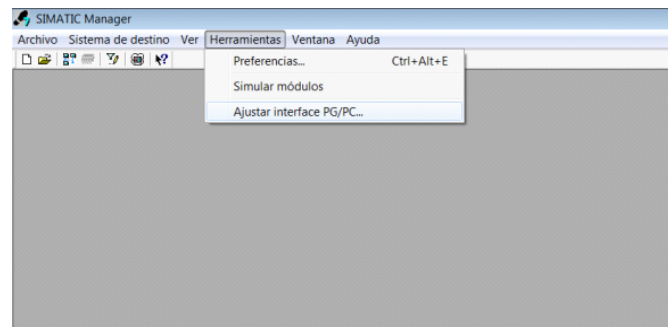 SIMATIC Manager
Archivo Sistema de destino Ver Herramientas Ventana Ayuda
Preferencias... Ctrl+Alt+E
Simular módulos
Ajustar interface PG/PC...